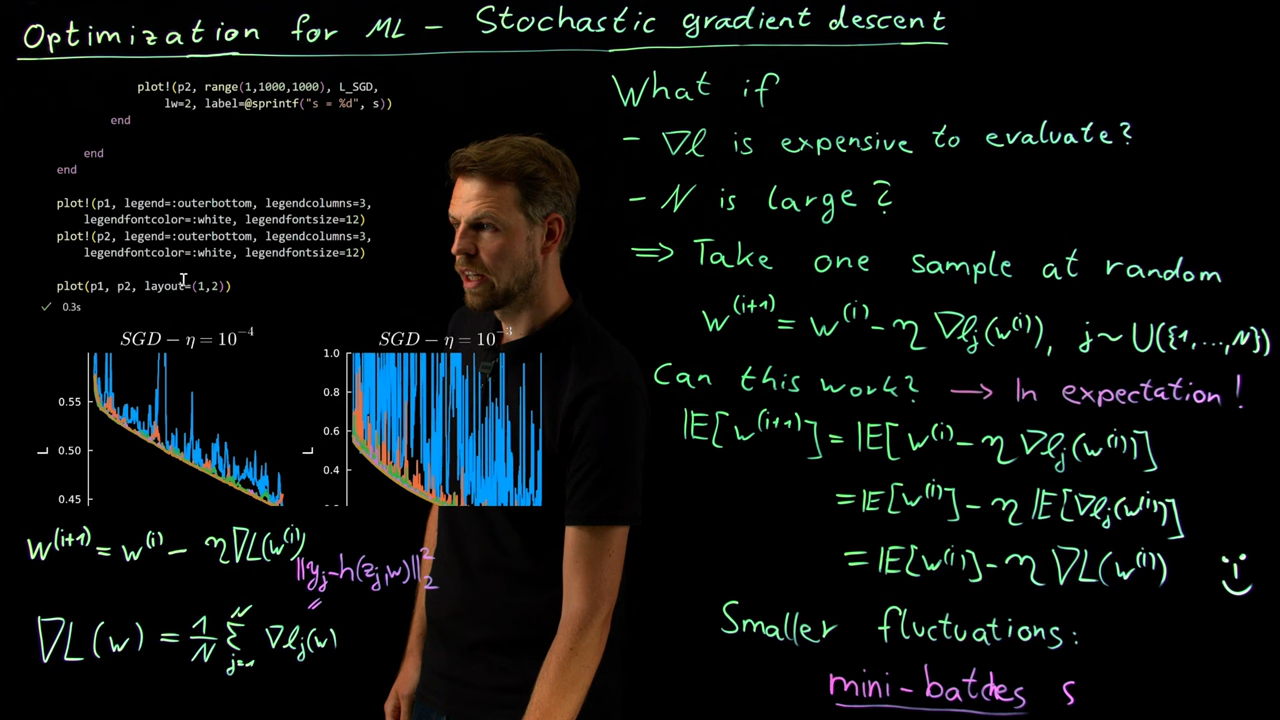 Optimization for ML - Stochastic gradient descent
plot!(p2, range(1,1000,1000), L_SGD,
lw=2, label=@sprintf("s = %d", s))
end
end
end
plot!(p1, legend=:outerbottom, legendcolumns=3,
legendfontcolor=:white, legendfontsize=12)
plot!(p2, legend=:outerbottom, legendcolumns=3,
legendfontcolor=:white, legendfontsize=12)
plot(p1, p2, layout=(1,2))
✓ 0.3s
SGD − η = 10⁻⁴
0.55
0.50
0.45
L
SGD − η = 10⁻³
1.0
0.8
0.6
0.4
L
w^(i+1) = w^(i) − η∇L(w^(i))
||y_j − h(z_j,w)||₂²
=
∇L(w) = 1/N Σ_{j=1}^N ∇l_j(w)
What if
- ∇l is expensive to evaluate?
- N is large?
⇒ Take one sample at random
w^(i+1) = w^(i) − η ∇l_j(w^(i)), j ~ U({1,...,N})
Can this work? → In expectation!
𝔼[w^(i+1)] = 𝔼[w^(i) − η ∇l_j(w^(i))]
= 𝔼[w^(i)] − η 𝔼[∇l_j(w^(i))]
= 𝔼[w^(i)] − η ∇L(w^(i))
Smaller fluctuations:
mini-batches s